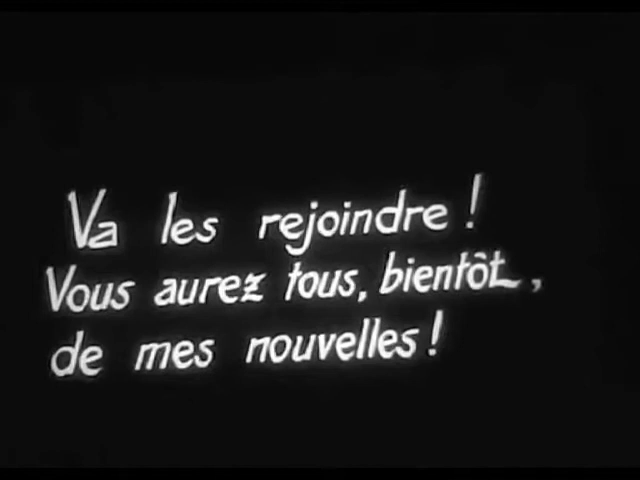 Va les rejoindre !
Vous aurez tous, bientôt,
de mes nouvelles !